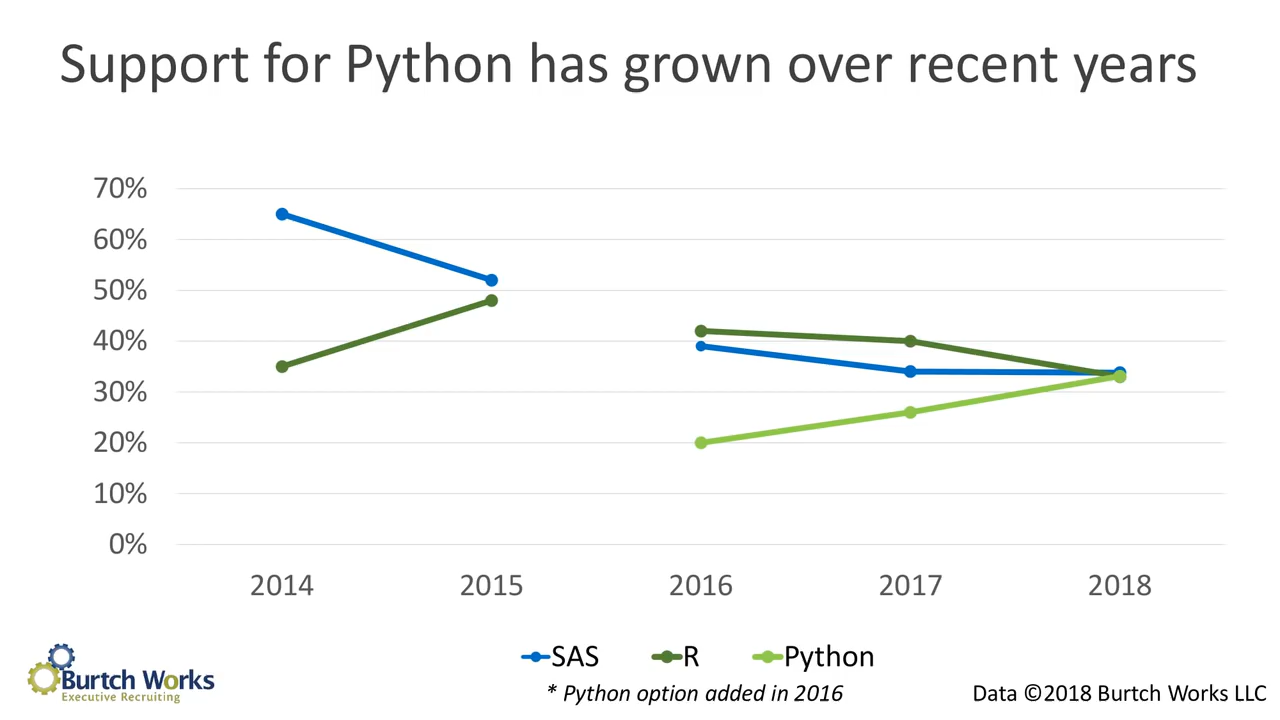 Support for Python has grown over recent years
70%
60%
50%
40%
30%
20%
10%
0%
2014 2015 2016 2017 2018
SAS R Python
* Python option added in 2016
Burtch Works
Executive Recruiting
Data ©2018 Burtch Works LLC